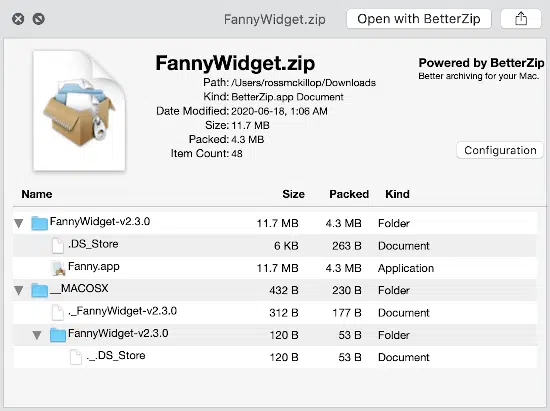 FannyWidget.zip
Open with BetterZip
FannyWidget.zip
Path: /Users/rossmckillop/Downloads
Kind: BetterZip.app Document
Date Modified: 2020-06-18, 1:06 AM
Size: 11.7 MB
Packed: 4.3 MB
Item Count: 48
Powered by BetterZip
Better archiving for your Mac.
Configuration
Name Size Packed Kind
FannyWidget-v2.3.0 11.7 MB 4.3 MB Folder
.DS_Store 6 KB 263 B Document
Fanny.app 11.7 MB 4.3 MB Application
__MACOSX 432 B 230 B Folder
._FannyWidget-v2.3.0 312 B 177 B Document
FannyWidget-v2.3.0 120 B 53 B Folder
._.DS_Store 120 B 53 B Document